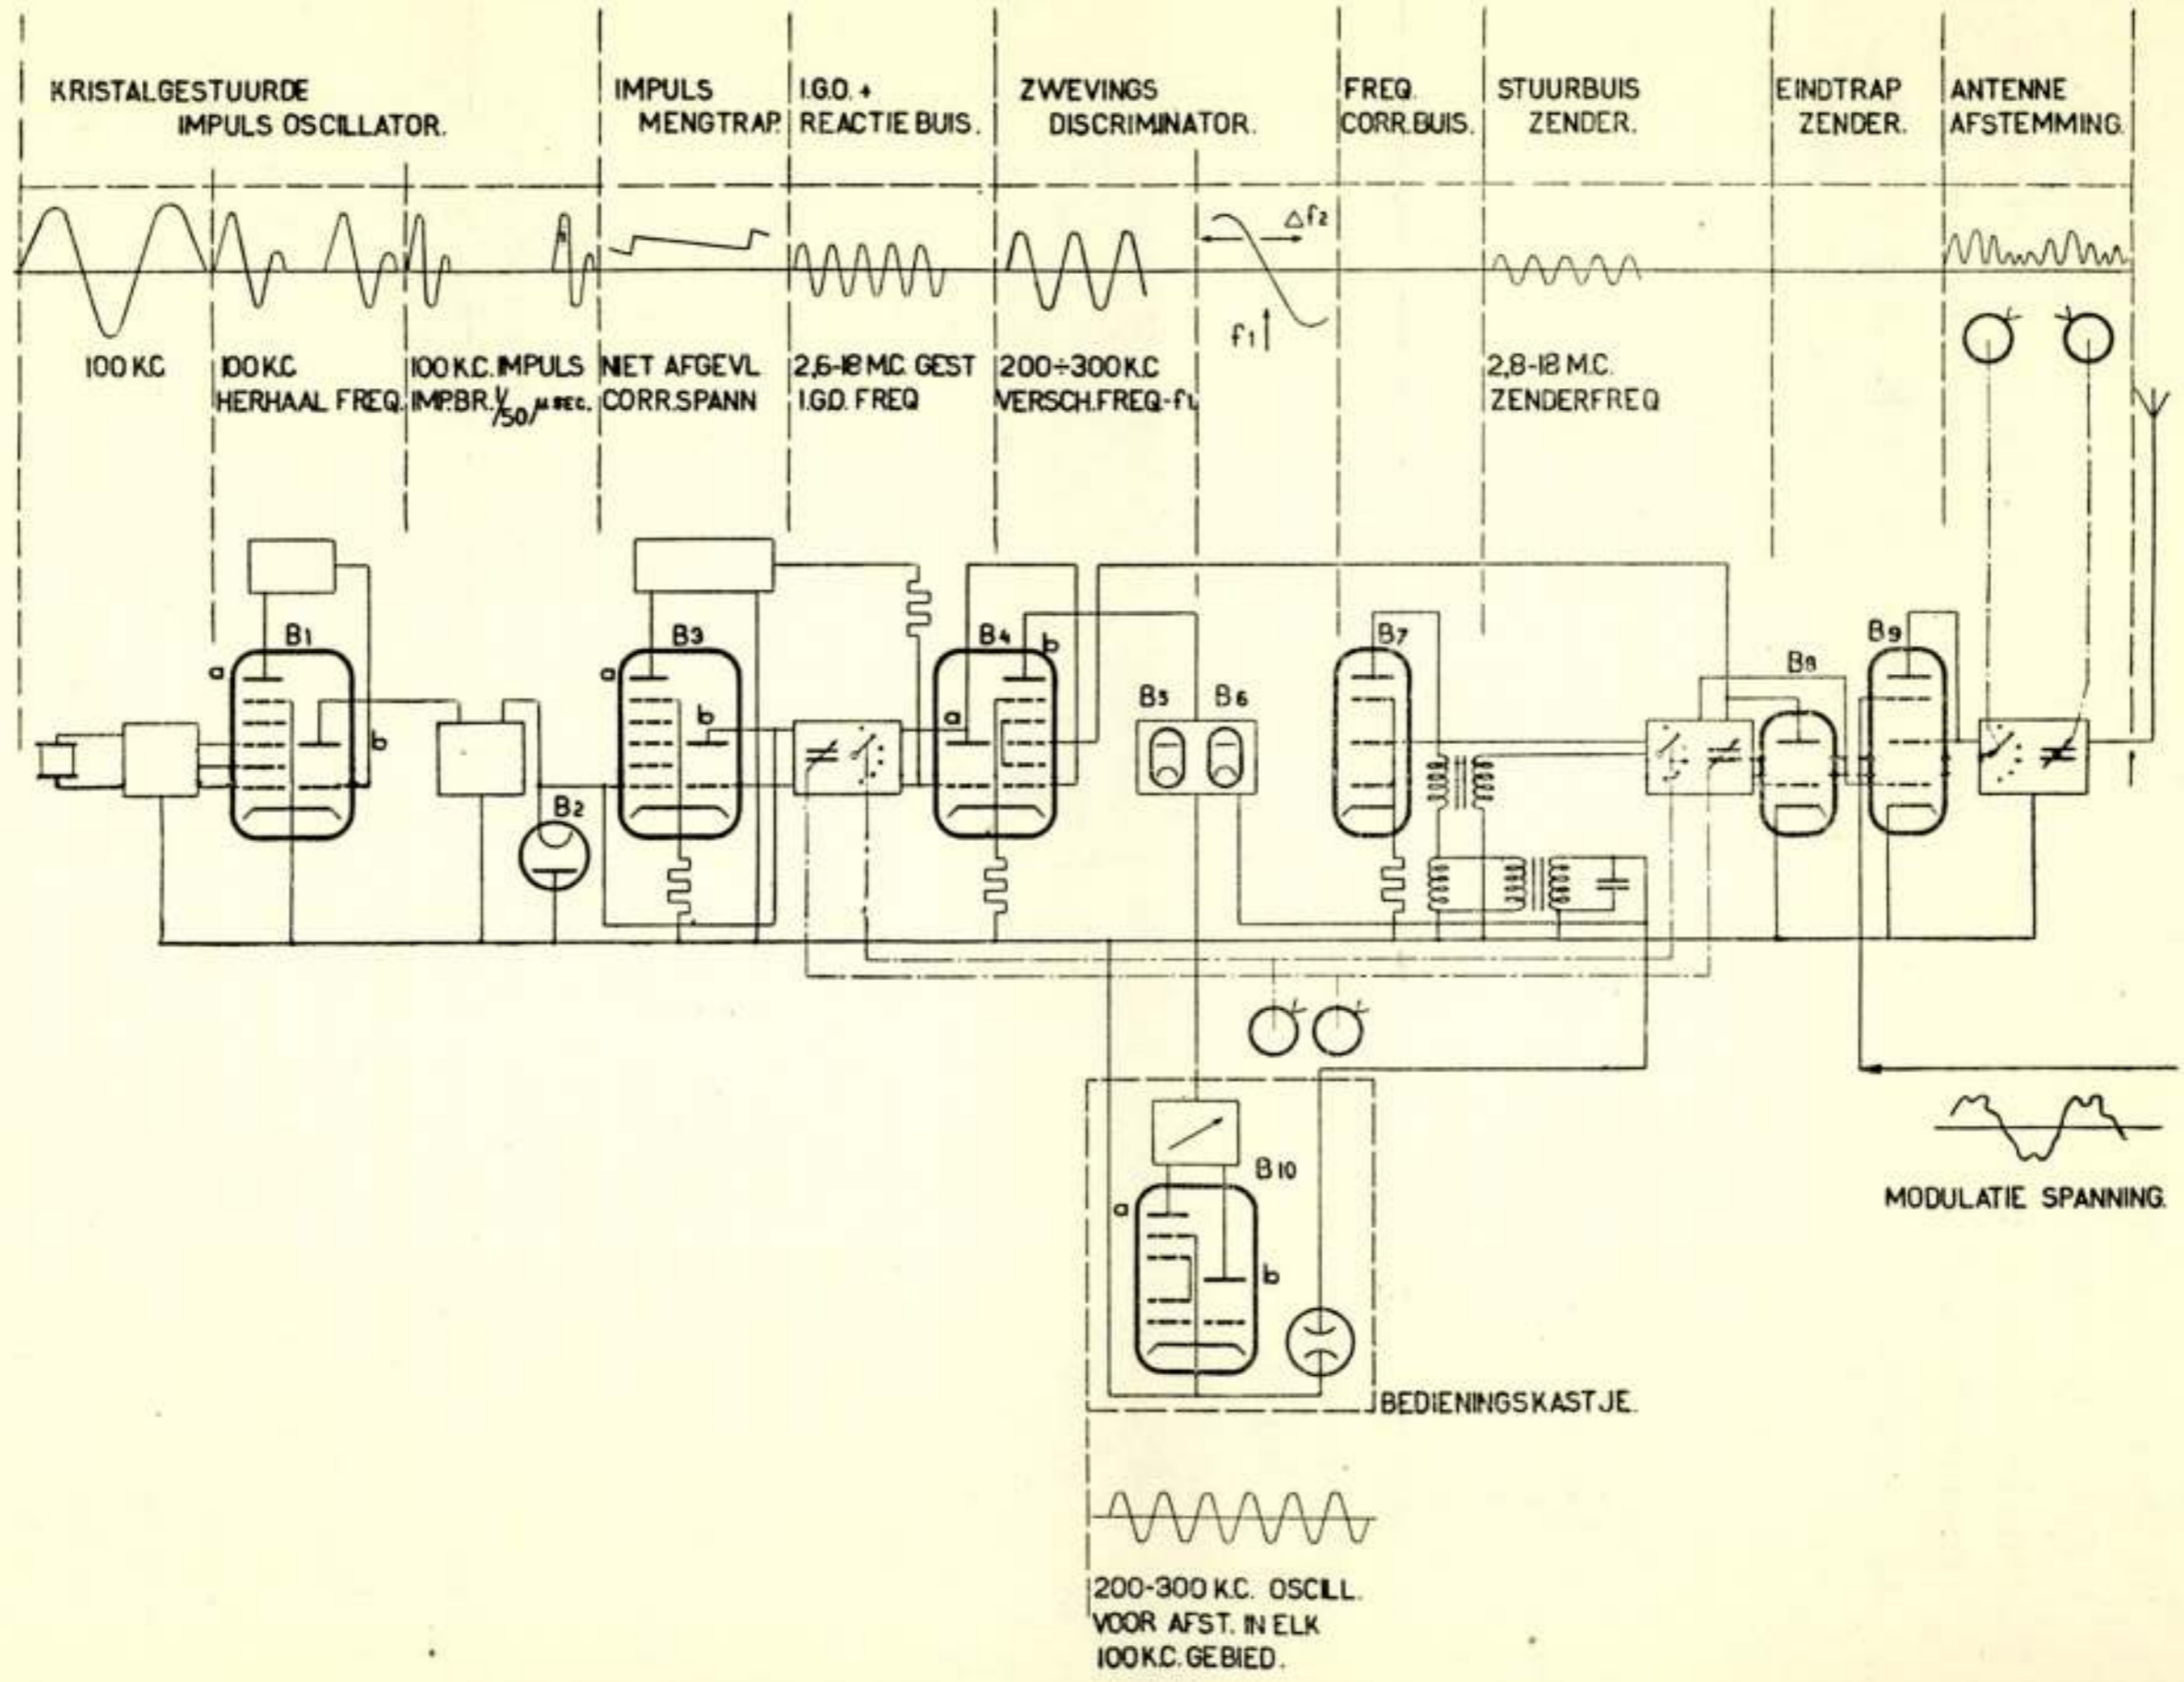 KRISTALGESTUURDE
IMPULS OSCILLATOR.
IMPULS
MENGTRAP.
I.G.O. +
REACTIE BUIS.
ZWEVINGS
DISCRIMINATOR.
FREQ.
CORR.BUIS.
STUURBUIS
ZENDER.
EINDTRAP
ZENDER.
ANTENNE
AFSTEMMING.
△f2
f1
100 K.C
100 K.C
HERHAAL FREQ.
100 K.C. IMPULS
IMP.BR. 1/50 µSEC.
NIET AFGEVL
CORR.SPANN
2,6-18 M.C. GEST
I.G.O. FREQ
200÷300 K.C
VERSCH.FREQ-f1
2,8-18 M.C.
ZENDERFREQ
B1
a
b
B2
B3
a
b
B4
a
b
B5
B6
B7
B8
B9
B10
a
b
BEDIENINGSKASTJE.
MODULATIE SPANNING.
200-300 K.C. OSCILL.
VOOR AFST. IN ELK
100 K.C. GEBIED.